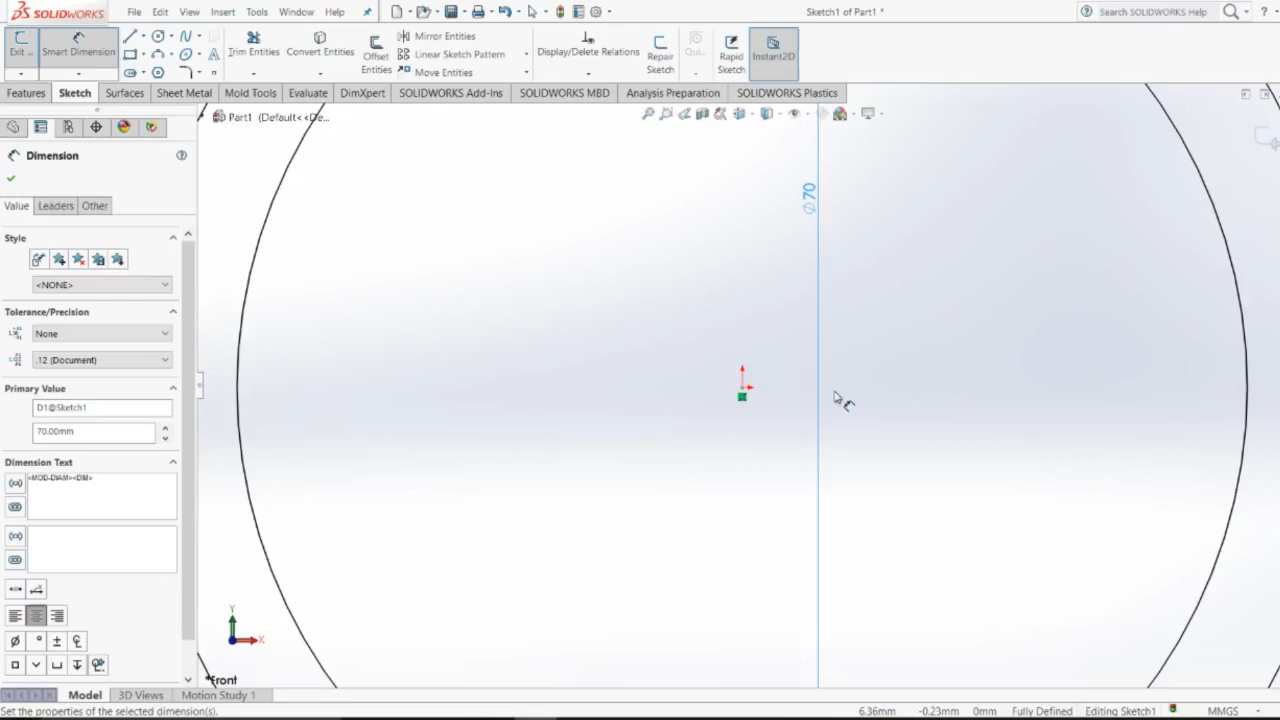 SOLIDWORKS File Edit View Insert Tools Window Help Sketch1 of Part1 * Search SOLIDWORKS Help ?
Exit ... Smart Dimension Trim Entities Convert Entities Offset Entities Mirror Entities Linear Sketch Pattern Move Entities Display/Delete Relations Repair Sketch Qui... Rapid Sketch Instant2D
Features Sketch Surfaces Sheet Metal Mold Tools Evaluate DimXpert SOLIDWORKS Add-Ins SOLIDWORKS MBD Analysis Preparation SOLIDWORKS Plastics
Part1 (Default<<De...
Dimension
Value Leaders Other
Style
<NONE>
Tolerance/Precision
None
.12 (Document)
Primary Value
D1@Sketch1
70.00mm
Dimension Text
<MOD-DIAM><DIM>
∅70
Y
X
*Front
Model 3D Views Motion Study 1
Set the properties of the selected dimension(s). 6.36mm -0.23mm 0mm Fully Defined Editing Sketch1 MMGS